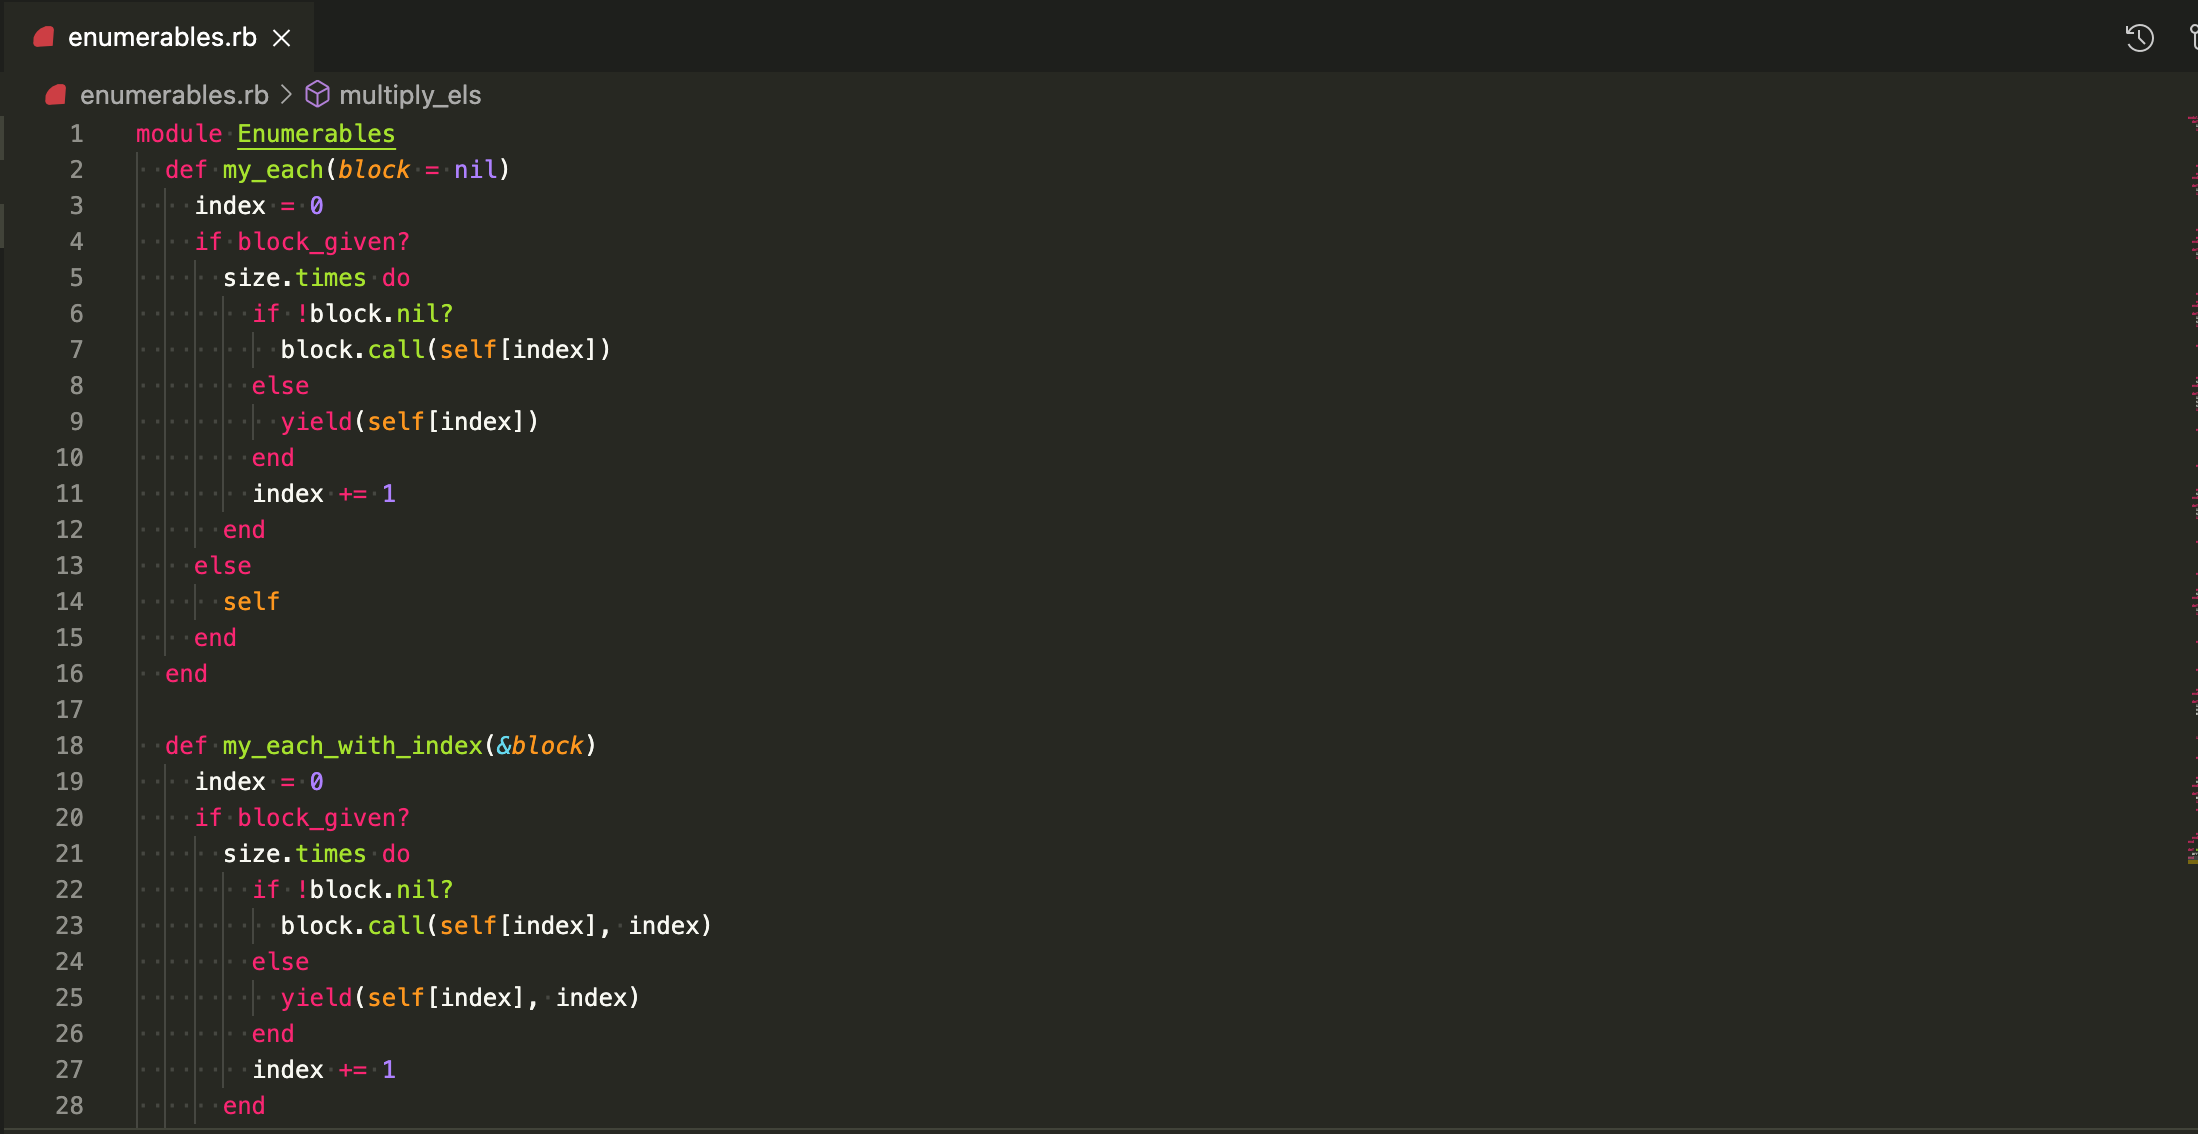 enumerables.rb
enumerables.rb > multiply_els
1 module Enumerables
2   def my_each(block = nil)
3     index = 0
4     if block_given?
5       size.times do
6         if !block.nil?
7           block.call(self[index])
8         else
9           yield(self[index])
10         end
11         index += 1
12       end
13     else
14       self
15     end
16   end
17
18   def my_each_with_index(&block)
19     index = 0
20     if block_given?
21       size.times do
22         if !block.nil?
23           block.call(self[index], index)
24         else
25           yield(self[index], index)
26         end
27         index += 1
28       end